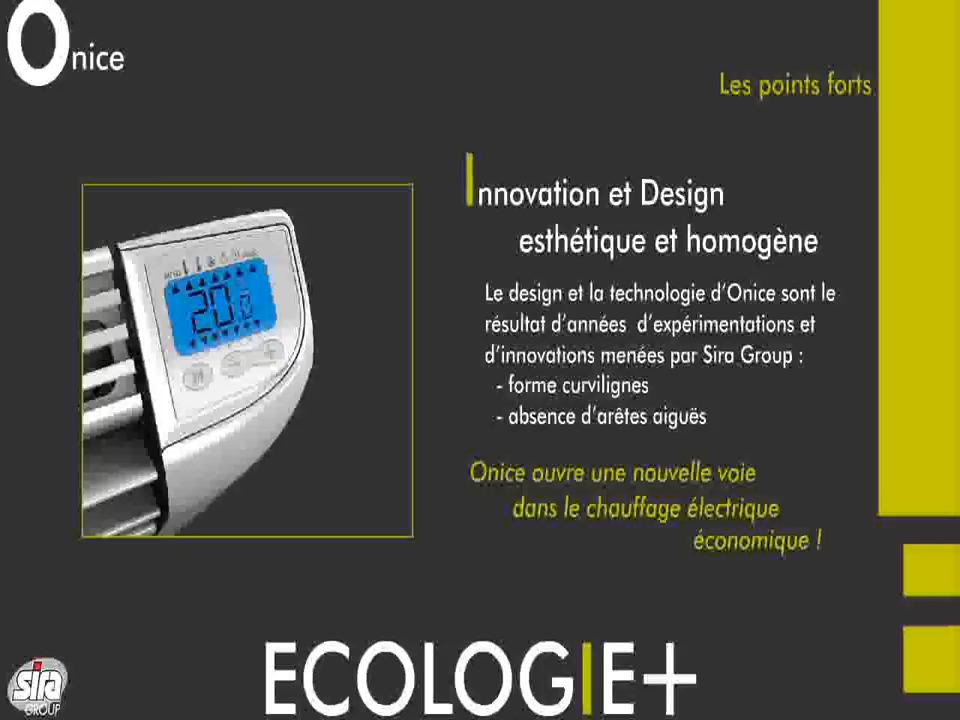 Onice
Les points forts
Innovation et Design
esthétique et homogène
Le design et la technologie d'Onice sont le
résultat d'années d'expérimentations et
d'innovations menées par Sira Group :
- forme curvilignes
- absence d'arêtes aiguës
Onice ouvre une nouvelle voie
dans le chauffage électrique
économique !
sira
GROUP
ECOLOGIE+